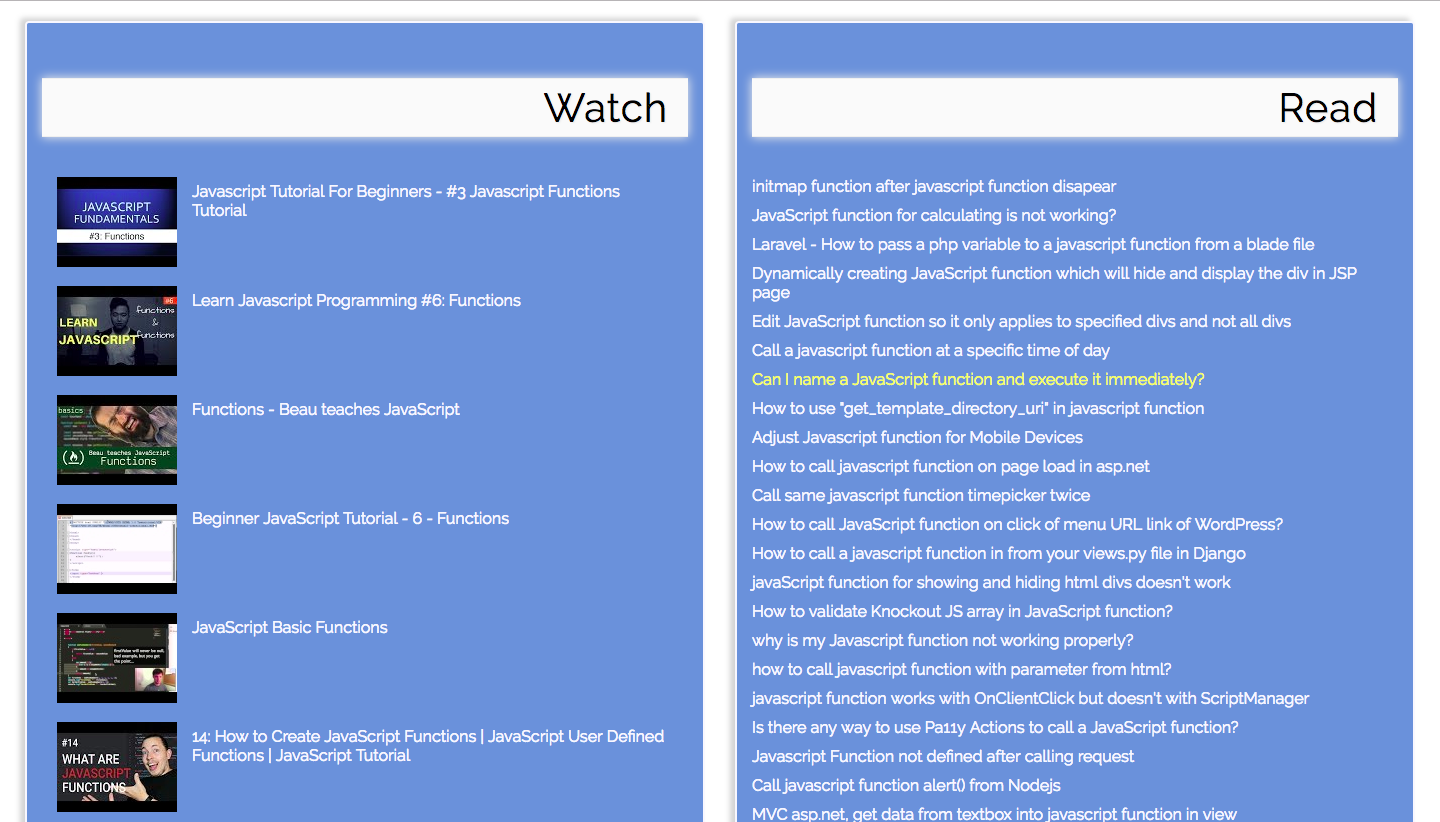 Watch
JAVASCRIPT
FUNDAMENTALS
#3: Functions
Javascript Tutorial For Beginners - #3 Javascript Functions
Tutorial
#6
functions
&
functions
LEARN
JAVASCRIPT
Learn Javascript Programming #6: Functions
basics
Beau teaches JavaScript
Functions
Functions - Beau teaches JavaScript
Beginner JavaScript Tutorial - 6 - Functions
JavaScript Basic Functions
#14
WHAT ARE
JAVASCRIPT
FUNCTIONS
14: How to Create JavaScript Functions | JavaScript User Defined
Functions | JavaScript Tutorial
Read
initmap function after javascript function disapear
JavaScript function for calculating is not working?
Laravel - How to pass a php variable to a javascript function from a blade file
Dynamically creating JavaScript function which will hide and display the div in JSP
page
Edit JavaScript function so it only applies to specified divs and not all divs
Call a javascript function at a specific time of day
Can I name a JavaScript function and execute it immediately?
How to use "get_template_directory_uri" in javascript function
Adjust Javascript function for Mobile Devices
How to call javascript function on page load in asp.net
Call same javascript function timepicker twice
How to call JavaScript function on click of menu URL link of WordPress?
How to call a javascript function in from your views.py file in Django
javaScript function for showing and hiding html divs doesn't work
How to validate Knockout JS array in JavaScript function?
why is my Javascript function not working properly?
how to call javascript function with parameter from html?
javascript function works with OnClientClick but doesn't with ScriptManager
Is there any way to use Pa11y Actions to call a JavaScript function?
Javascript Function not defined after calling request
Call javascript function alert() from Nodejs
MVC asp.net, get data from textbox into javascript function in view